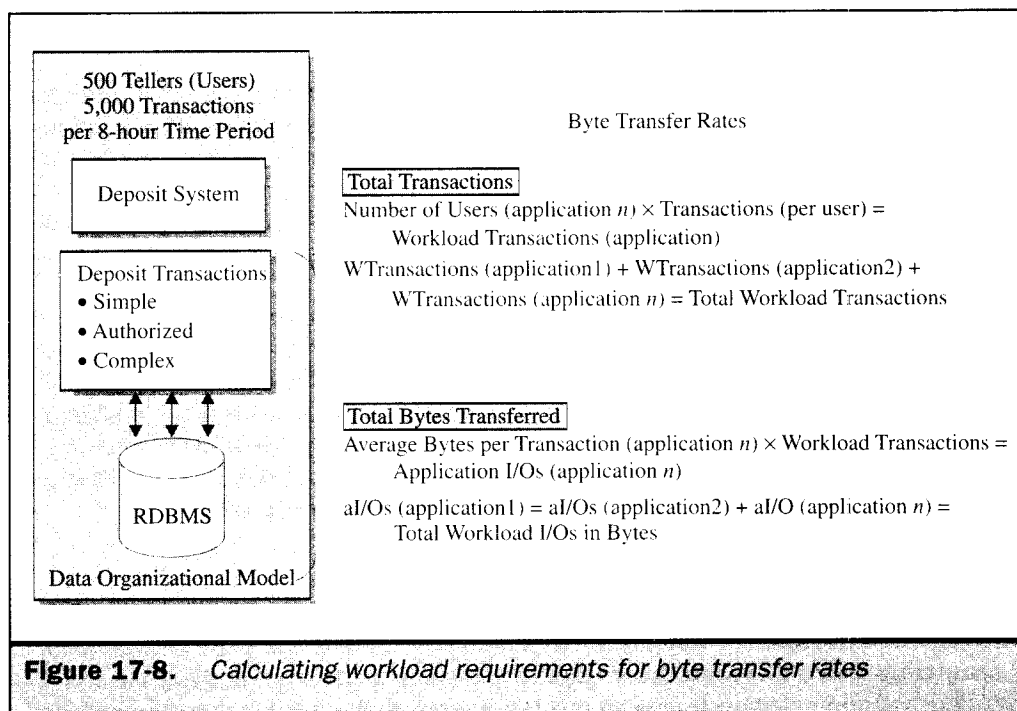 500 Tellers (Users)
5,000 Transactions
per 8-hour Time Period
Deposit System
Deposit Transactions
• Simple
• Authorized
• Complex
RDBMS
Data Organizational Model
Byte Transfer Rates
Total Transactions
Number of Users (application n) × Transactions (per user) =
Workload Transactions (application)
WTransactions (application1) + WTransactions (application2) +
WTransactions (application n) = Total Workload Transactions
Total Bytes Transferred
Average Bytes per Transaction (application n) × Workload Transactions =
Application I/Os (application n)
aI/Os (application1) = aI/Os (application2) + aI/O (application n) =
Total Workload I/Os in Bytes
Figure 17-8. Calculating workload requirements for byte transfer rates